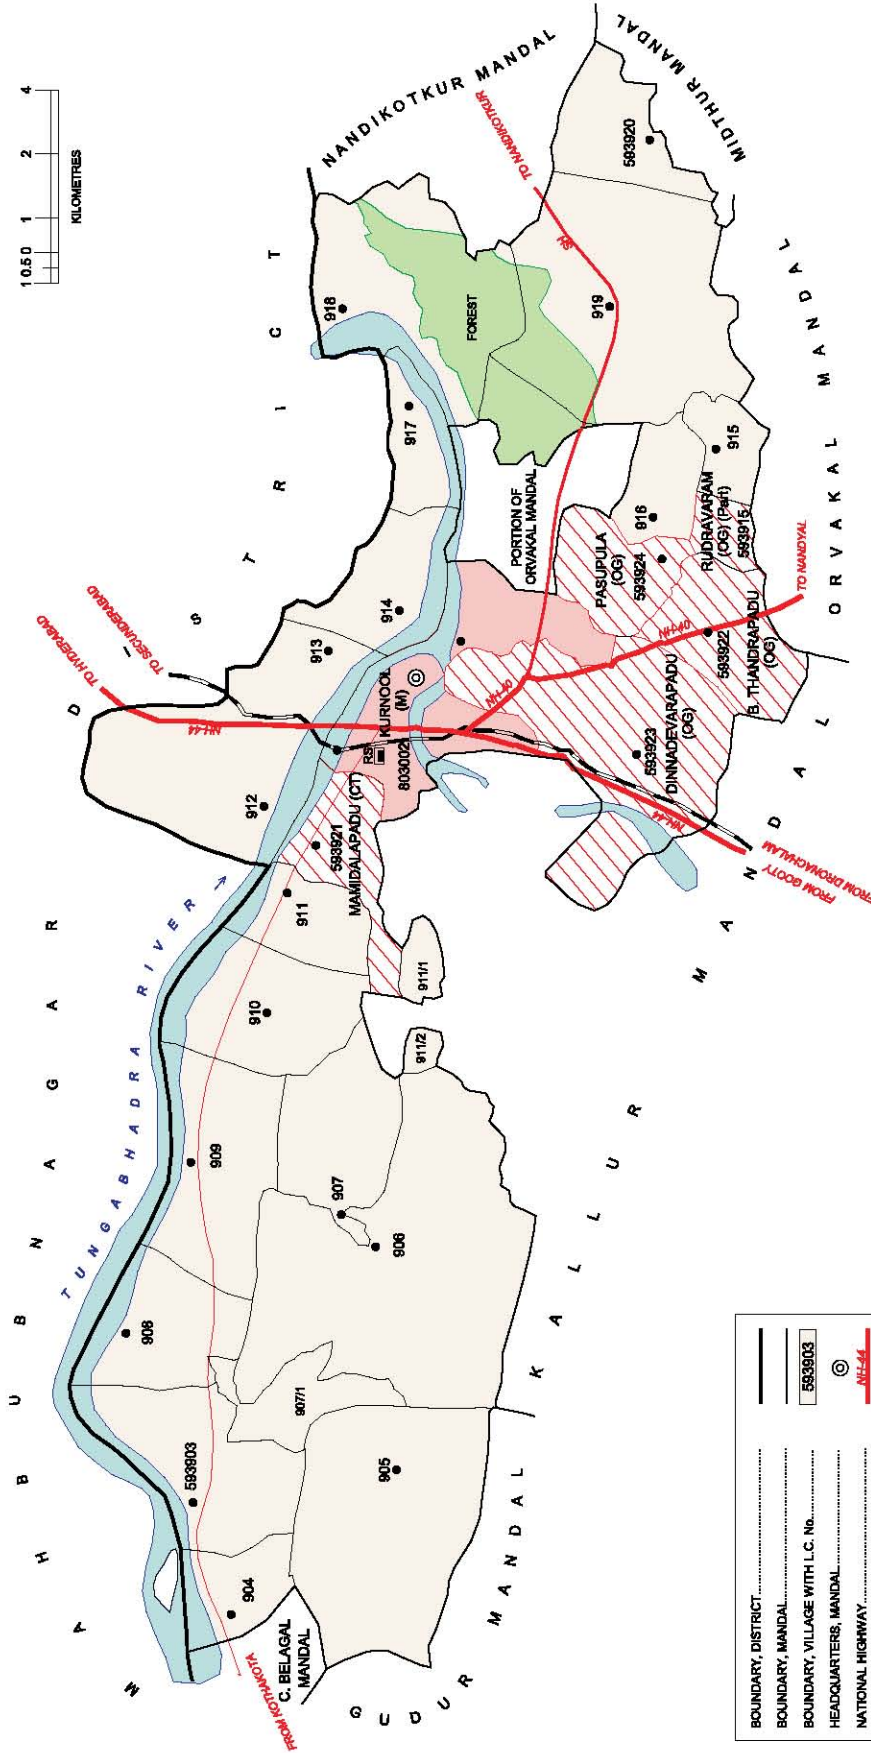 KILOMETRES
1 0.5 0 1 2 4
MAHBUBNAGAR
DISTRICT
TUNGABHADRA RIVER →
TO HYDERABAD
TO SECUNDERABAD
NANDIKOTKUR MANDAL
MIDTHUR MANDAL
TO NANDIKOTKUR
SH
593920
919
918
FOREST
917
914
913
912
PORTION OF
ORVAKAL MANDAL
915
916
RUDRAVARAM
(OG) (Part)
593915
PASUPULA
(OG)
593924
NH-40
593922
B. THANDRAPADU
(OG)
TO NANDYAL
ORVAKAL MANDAL
NH-40
DINNADEVARAPADU
(OG)
593923
NH-44
KURNOOL
(M)
803002
RS
NH-44
FROM GOOTY
FROM DRONACHALAM
593921
MAMIDALAPADU (CT)
911
911/1
911/2
910
909
908
907
906
907/1
905
593903
904
FROM KOTHAKOTA
C. BELAGAL
MANDAL
GUDUR MANDAL
KALLUR MANDAL
BOUNDARY, DISTRICT
BOUNDARY, MANDAL
BOUNDARY, VILLAGE WITH L.C. No. 593903
HEADQUARTERS, MANDAL
NATIONAL HIGHWAY NH-44